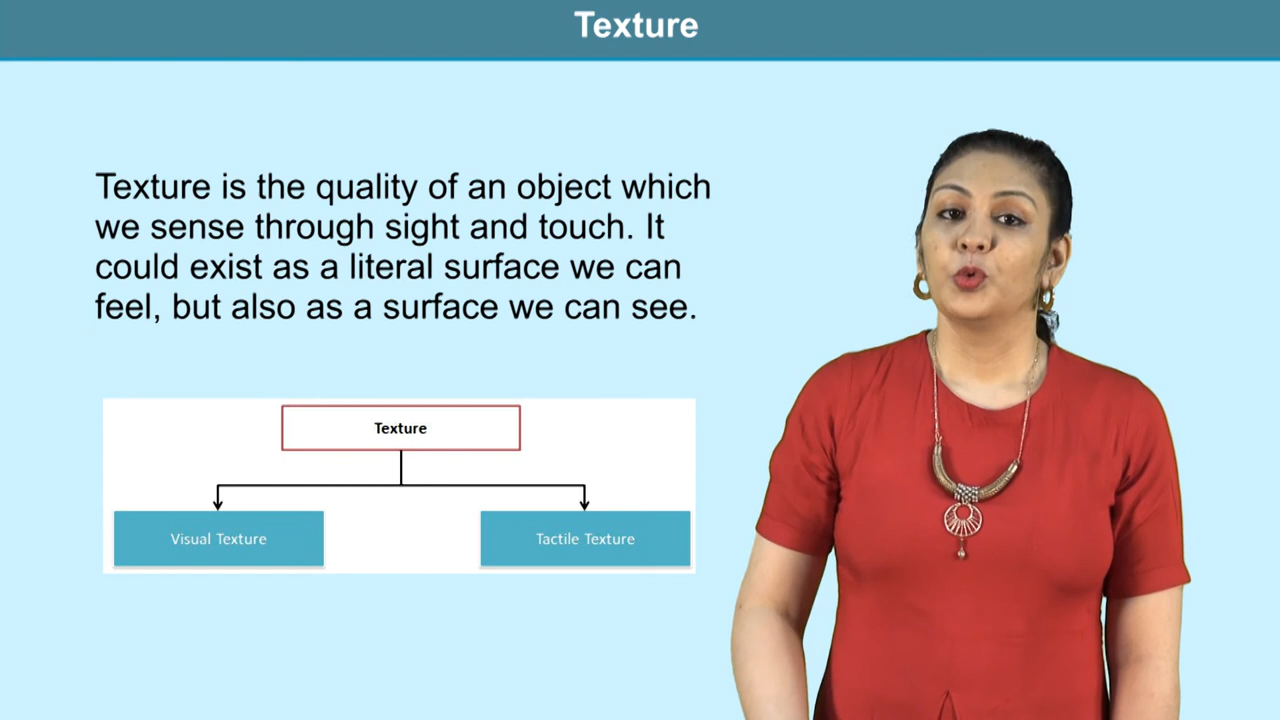 Texture
Texture is the quality of an object which
we sense through sight and touch. It
could exist as a literal surface we can
feel, but also as a surface we can see.
Texture
Visual Texture
Tactile Texture